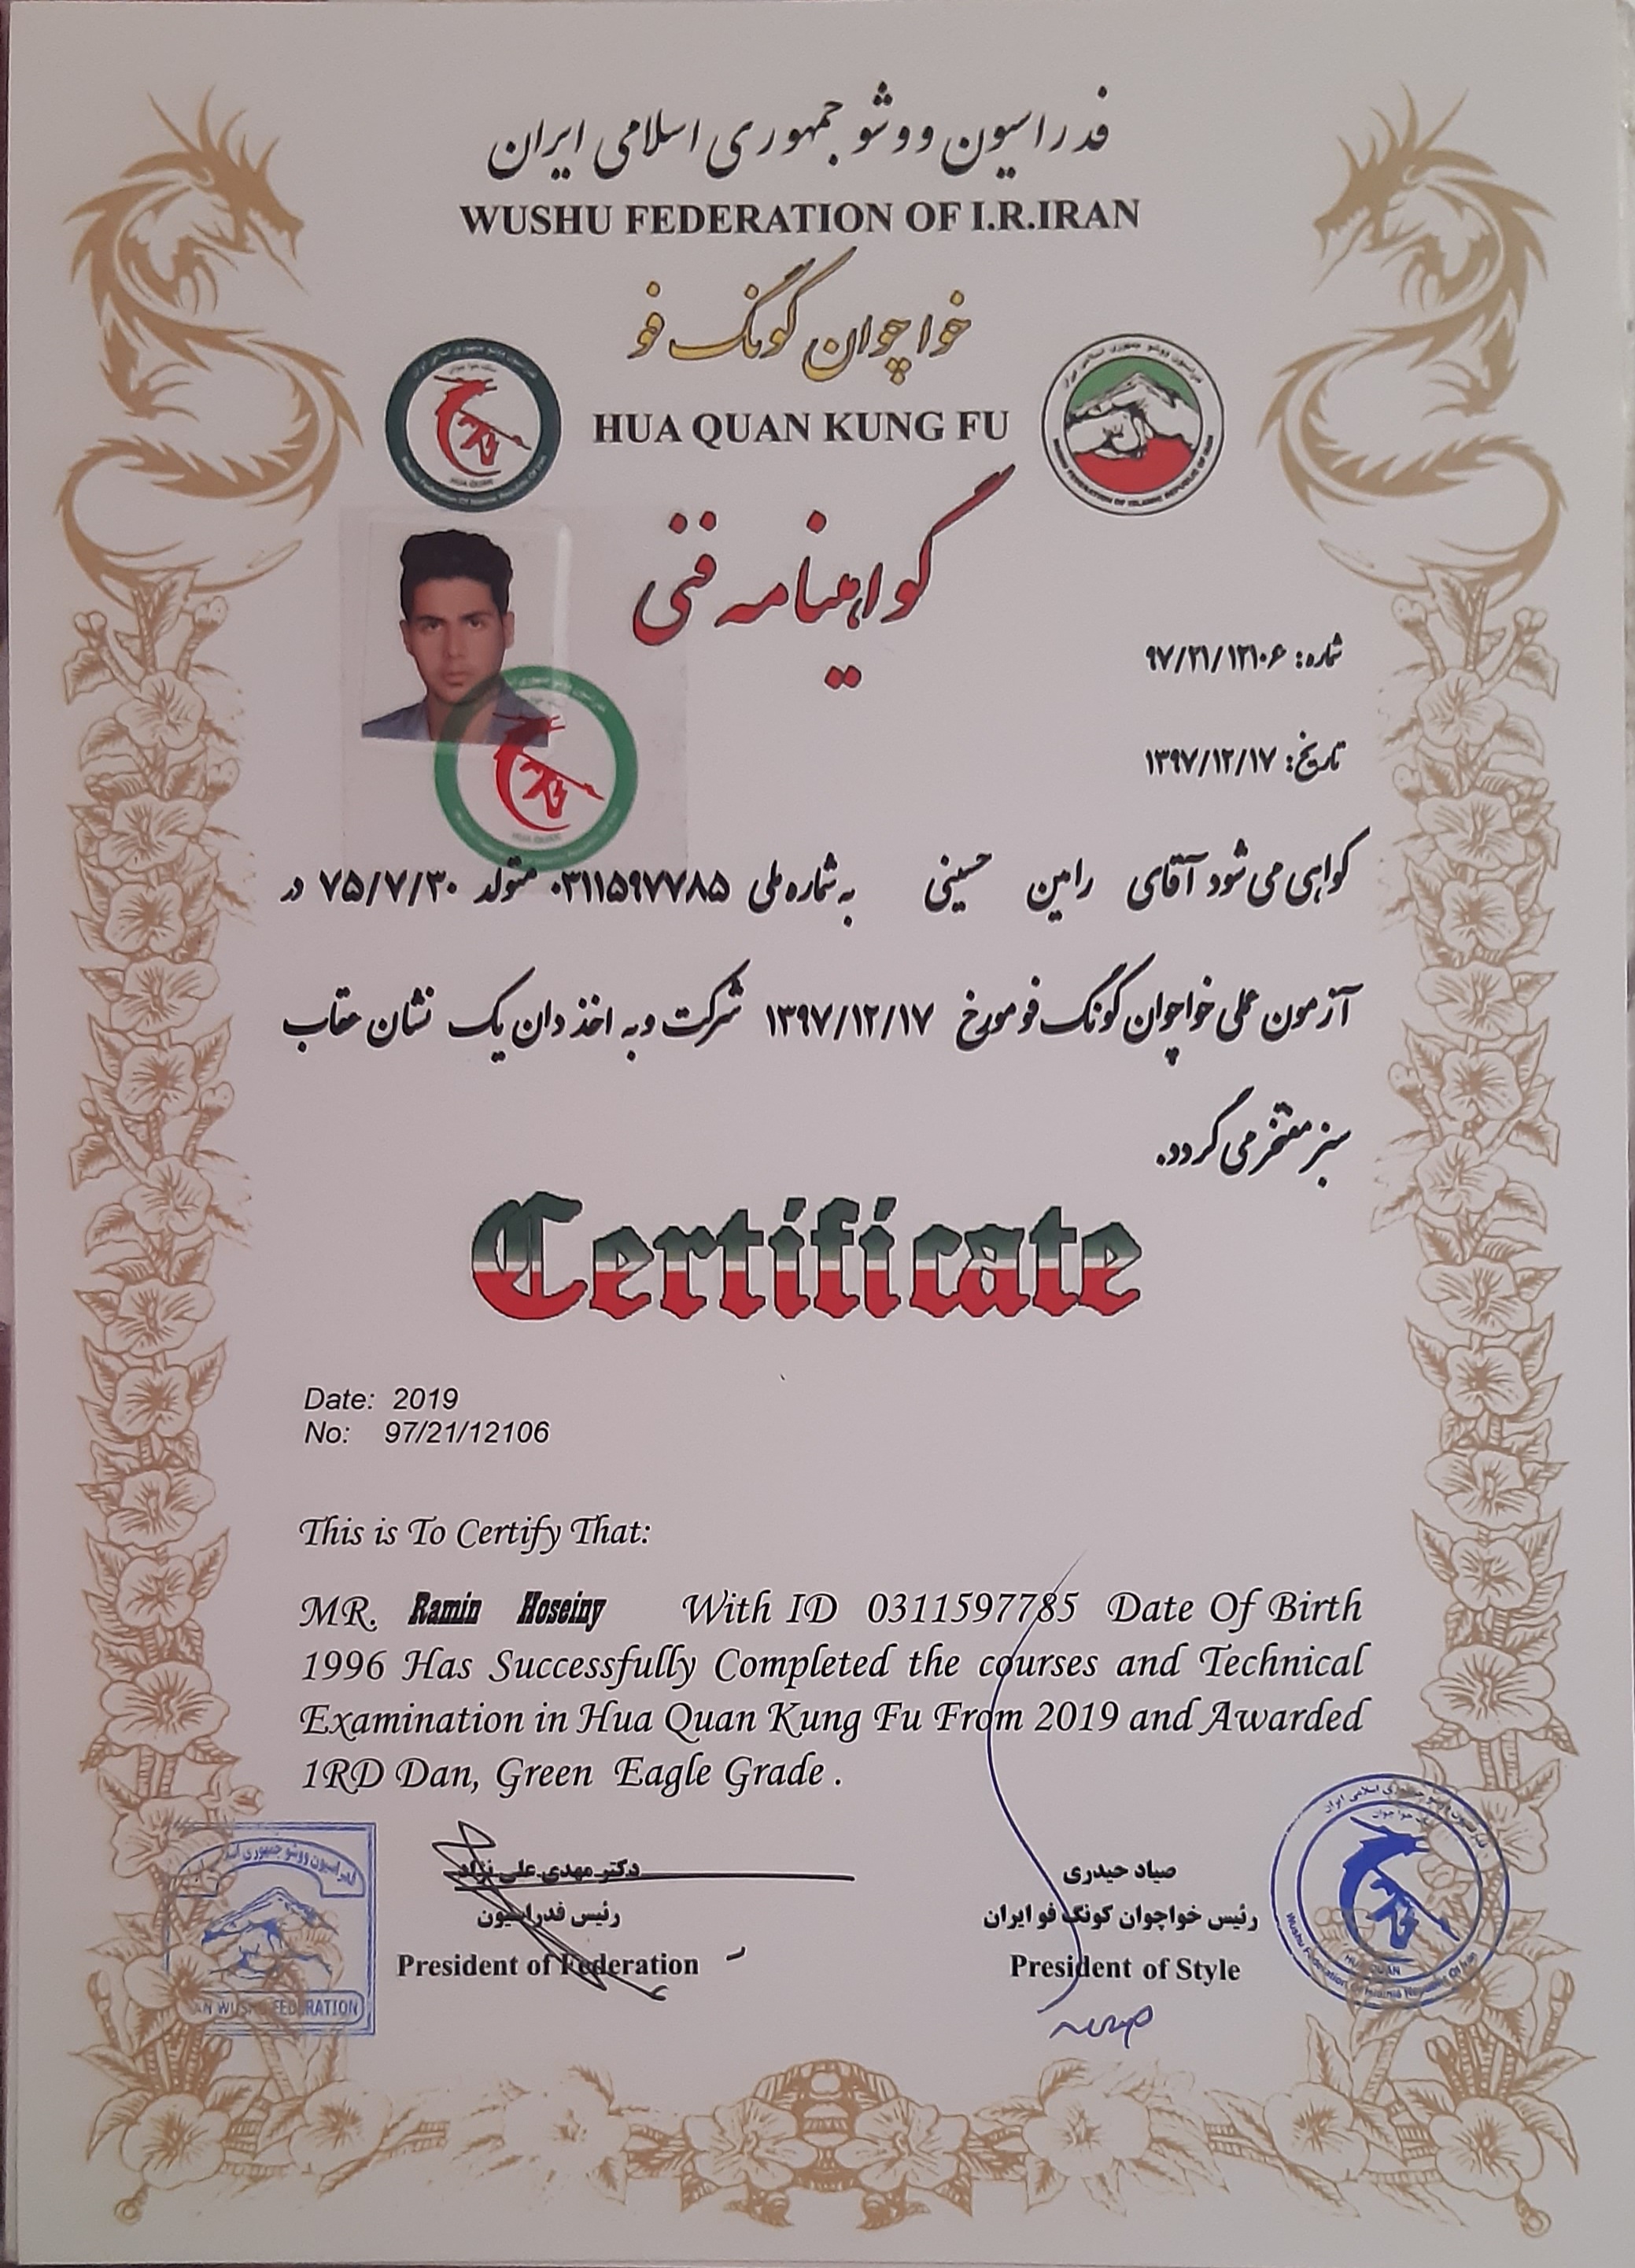 فدراسیون ووشو جمهوری اسلامی ایران
WUSHU FEDERATION OF I.R.IRAN
خواچوان کونگ فو
HUA QUAN KUNG FU
گواهینامه فنی
شماره: ۹۷/۲۱/۱۲۱۰۶
تاریخ: ۱۳۹۷/۱۲/۱۷
گواهی می شود آقای رامین حسینی به شماره ملی ۰۳۱۱۵۹۷۷۸۵ متولد ۷۵/۷/۳۰ در
آزمون عملی خواچوان کونگ فو مورخ ۱۳۹۷/۱۲/۱۷ شرکت و به اخذ دان یک نشان عقاب
سبز مفتخر می گردد.
Certificate
Date: 2019
No: 97/21/12106
This is To Certify That:
MR. Ramin Hoseiny With ID 0311597785 Date Of Birth
1996 Has Successfully Completed the courses and Technical
Examination in Hua Quan Kung Fu From 2019 and Awarded
1RD Dan, Green Eagle Grade .
دکتر مهدی علی نژاد
رئیس فدراسیون
President of Federation
صیاد حیدری
رئیس خواچوان کونگ فو ایران
President of Style
HUA QUAN